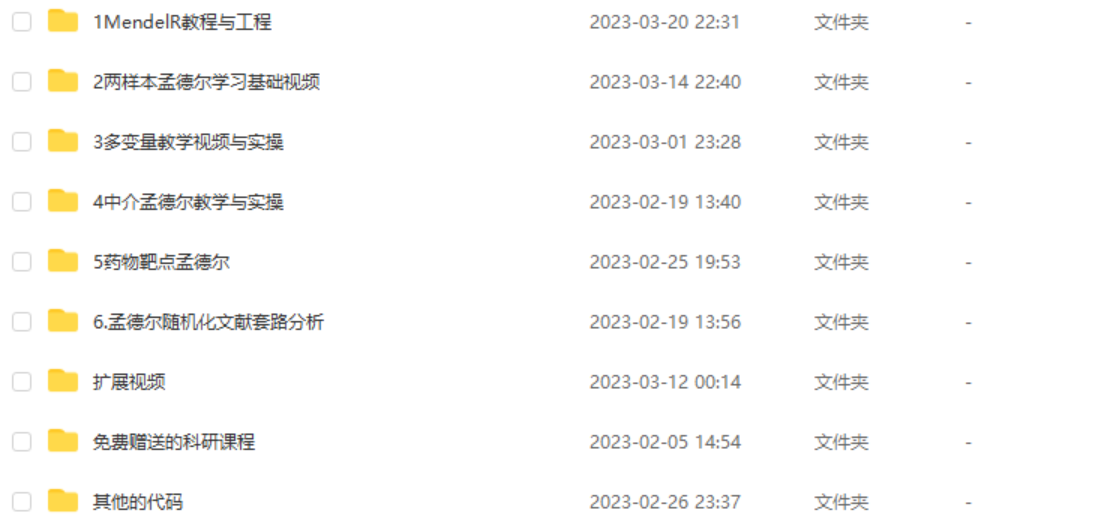 1MendelR教程与工程 2023-03-20 22:31 文件夹 -
2两样本孟德尔学习基础视频 2023-03-14 22:40 文件夹 -
3多变量教学视频与实操 2023-03-01 23:28 文件夹 -
4中介孟德尔教学与实操 2023-02-19 13:40 文件夹 -
5药物靶点孟德尔 2023-02-25 19:53 文件夹 -
6.孟德尔随机化文献套路分析 2023-02-19 13:56 文件夹 -
扩展视频 2023-03-12 00:14 文件夹 -
免费赠送的科研课程 2023-02-05 14:54 文件夹 -
其他的代码 2023-02-26 23:37 文件夹 -